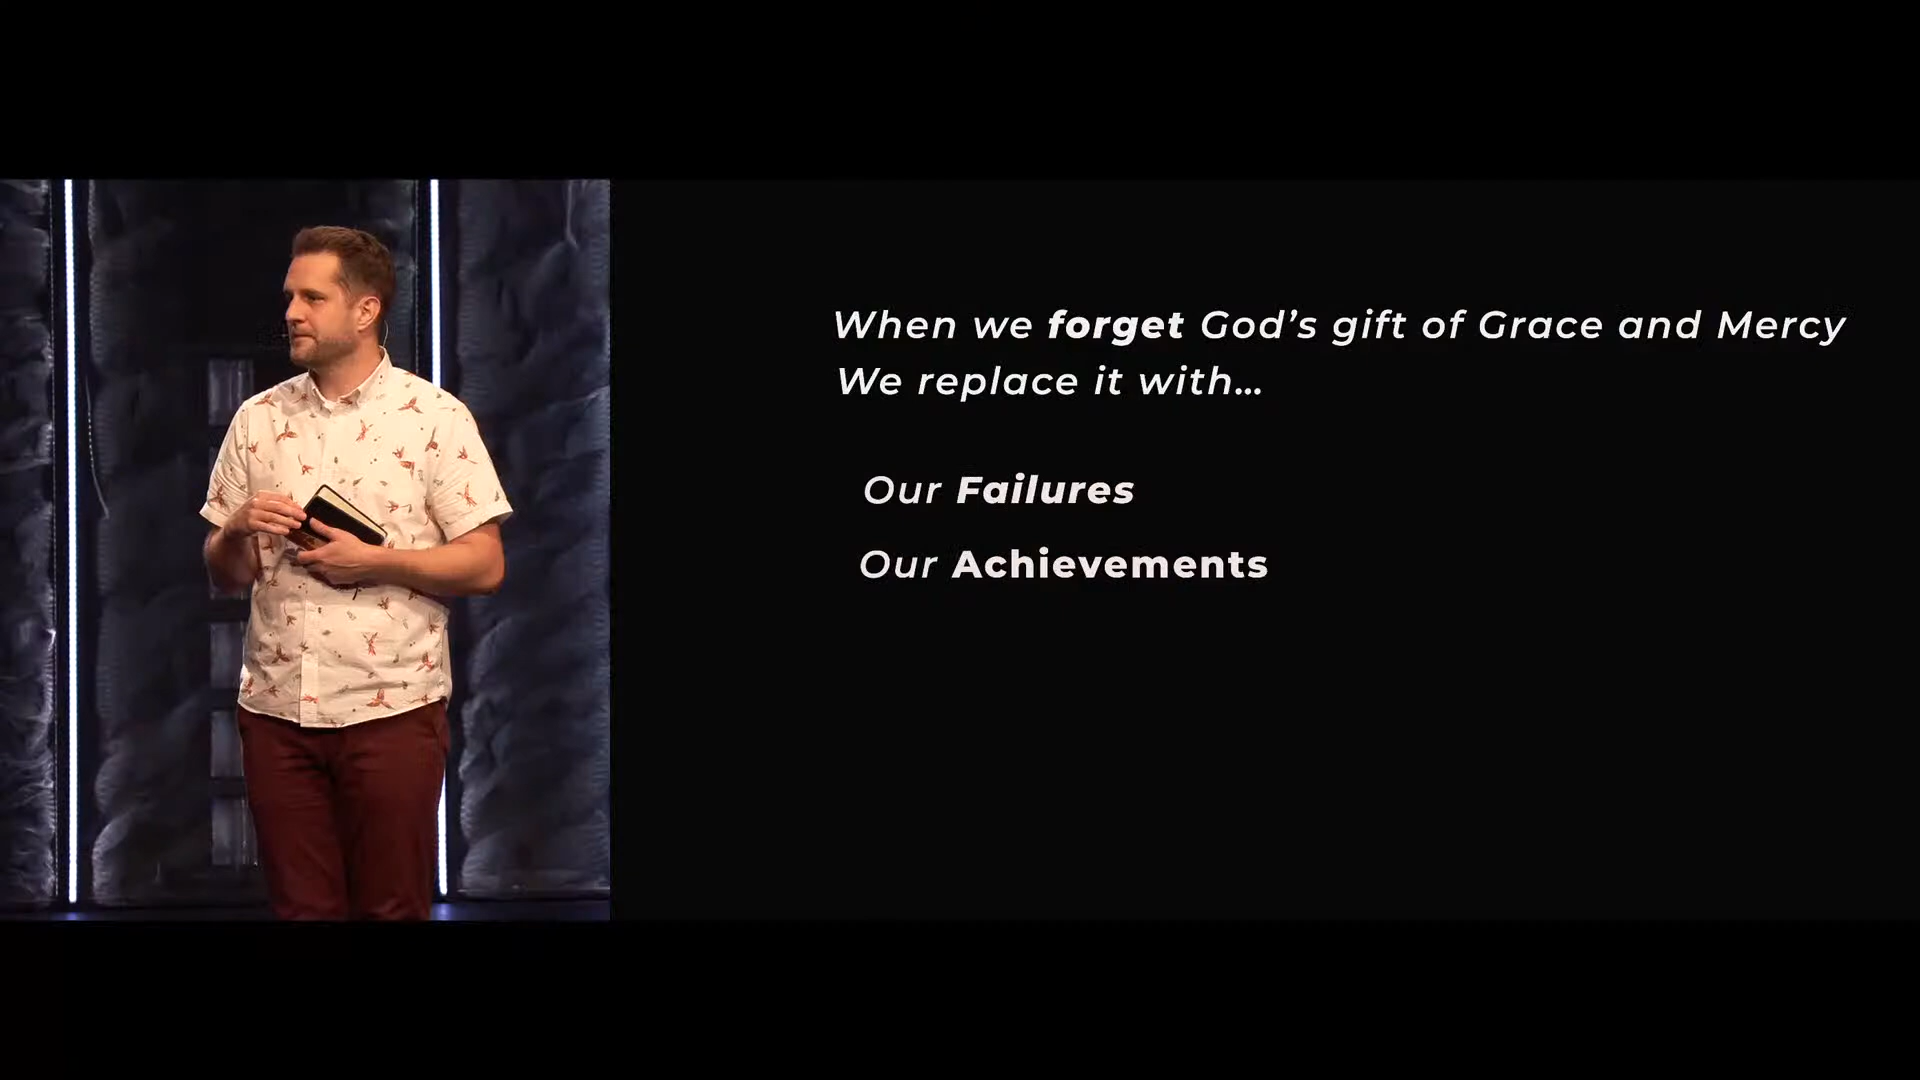 When we forget God’s gift of Grace and Mercy
We replace it with…
Our Failures
Our Achievements